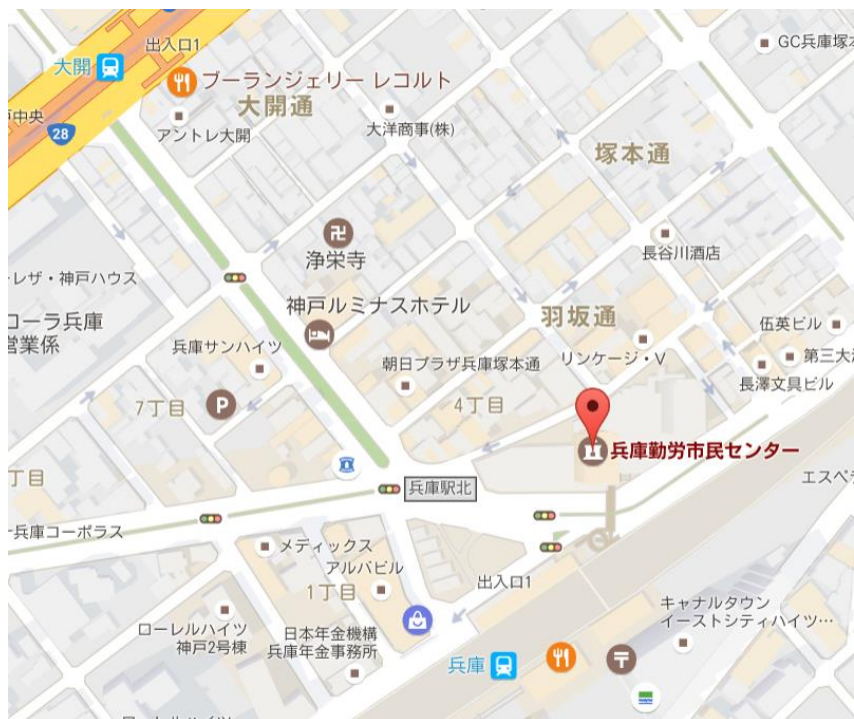 出入口1
大開
GC兵庫塚本
ブーランジェリー レコルト
大開通
戸中央
28
アントレ大開
大洋商事(株)
塚本通
浄栄寺
長谷川酒店
レザ・神戸ハウス
コーラ兵庫
営業係
神戸ルミナスホテル
羽坂通
伍英ビル
兵庫サンハイツ
リンケージ・V
第三大
朝日プラザ兵庫塚本通
長澤文具ビル
7丁目
P
4丁目
兵庫勤労市民センター
丁目
兵庫駅北
エスペラ
兵庫コーポラス
メディックス
アルバビル
1丁目
出入口1
キャナルタウン
イーストシティハイツ…
ローレルハイツ
神戸2号棟
日本年金機構
兵庫年金事務所
兵庫